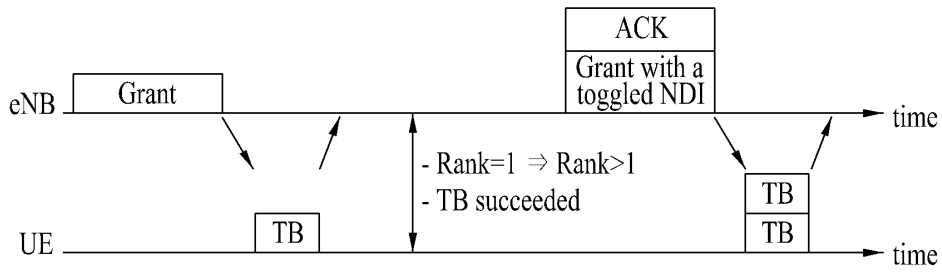 ACK
Grant with a
toggled NDI
Grant
eNB
time
- Rank=1 ⇒ Rank>1
- TB succeeded
TB
TB
TB
UE
time